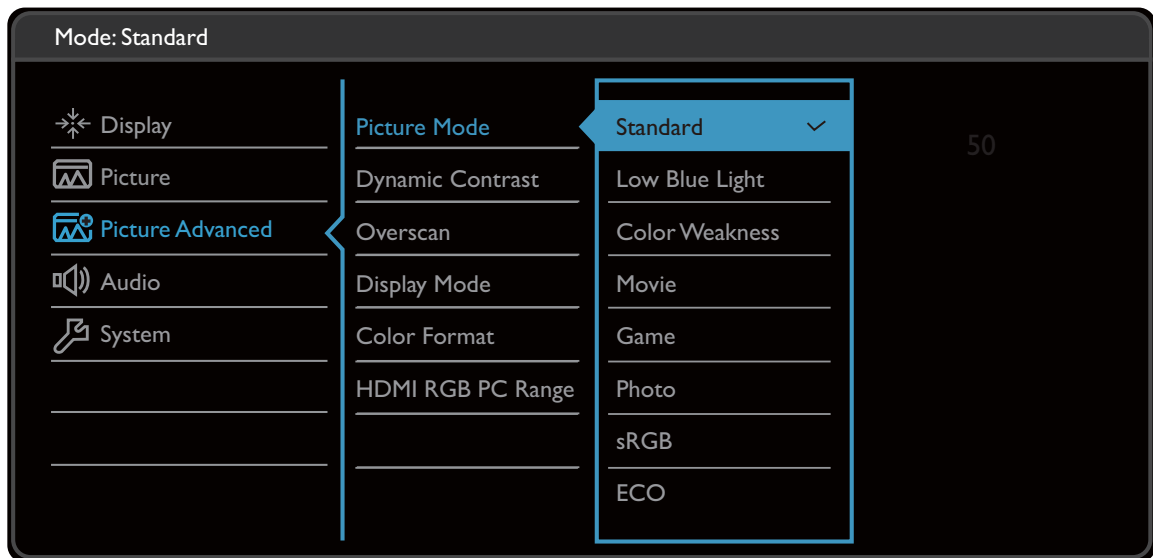 Mode: Standard
Display
Picture
Picture Advanced
Audio
System
Picture Mode
Dynamic Contrast
Overscan
Display Mode
Color Format
HDMI RGB PC Range
Standard
Low Blue Light
Color Weakness
Movie
Game
Photo
sRGB
ECO
50